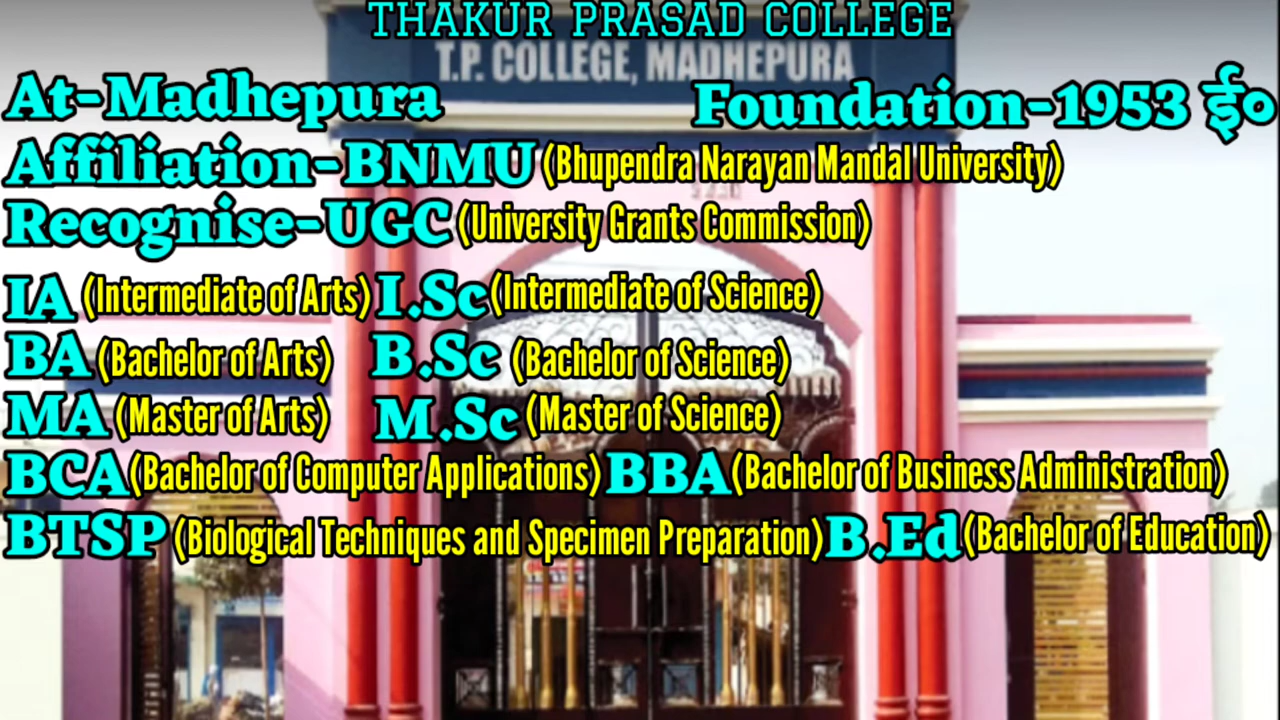 THAKUR PRASAD COLLEGE
T.P. COLLEGE, MADHEPURA
At-Madhepura Foundation-1953 ई०
Affiliation-BNMU (Bhupendra Narayan Mandal University)
Recognise-UGC (University Grants Commission)
IA (Intermediate of Arts) I.Sc (Intermediate of Science)
BA (Bachelor of Arts) B.Sc (Bachelor of Science)
MA (Master of Arts) M.Sc (Master of Science)
BCA (Bachelor of Computer Applications) BBA (Bachelor of Business Administration)
BTSP (Biological Techniques and Specimen Preparation) B.Ed (Bachelor of Education)